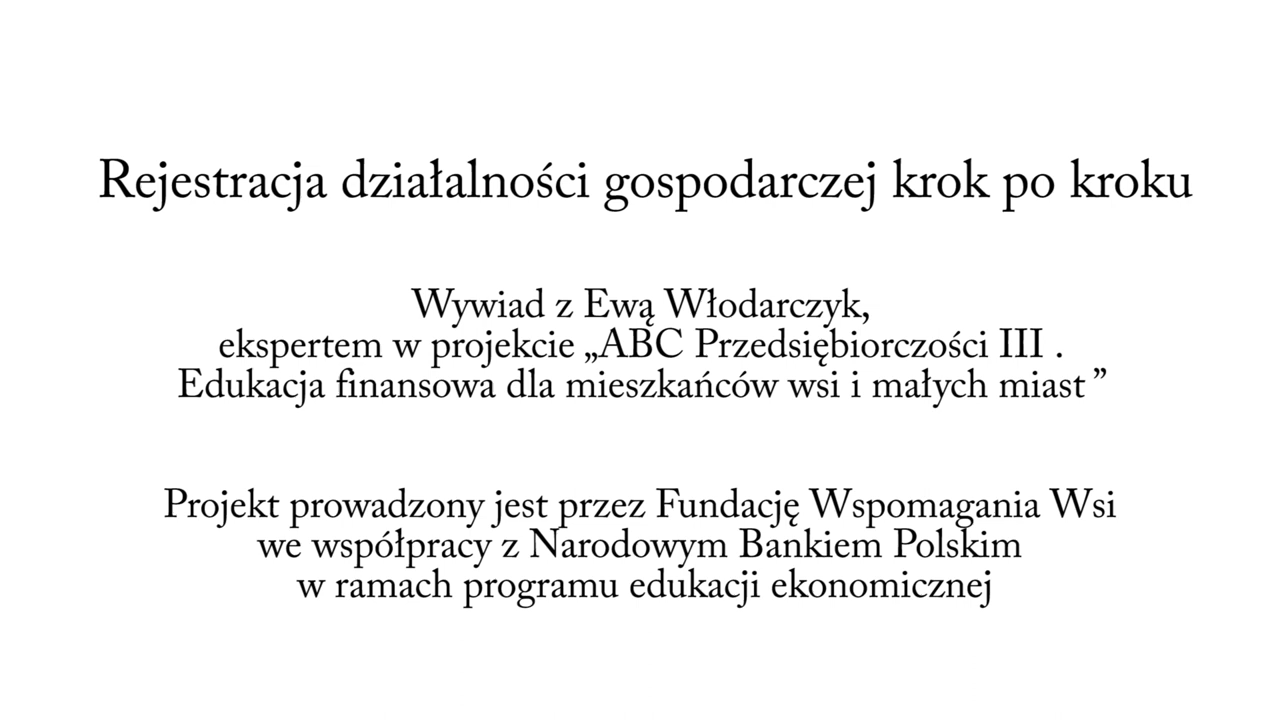 Rejestracja działalności gospodarczej krok po kroku
Wywiad z Ewą Włodarczyk,
ekspertem w projekcie „ABC Przedsiębiorczości III .
Edukacja finansowa dla mieszkańców wsi i małych miast ”
Projekt prowadzony jest przez Fundację Wspomagania Wsi
we współpracy z Narodowym Bankiem Polskim
w ramach programu edukacji ekonomicznej